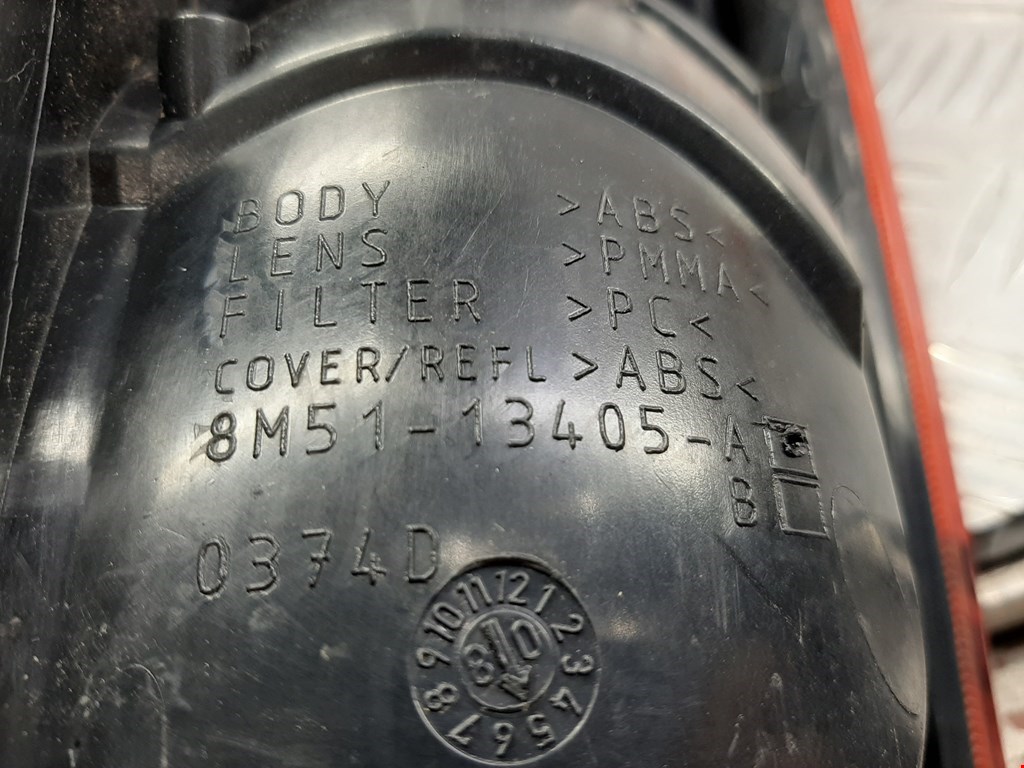 BODY >ABS<
LENS >PMMA<
FILTER >PC<
COVER/REFL >ABS<
8M51-13405-A
B
0374D
1 2 3 4 5 6 7 8 9 10 11 12
8 10